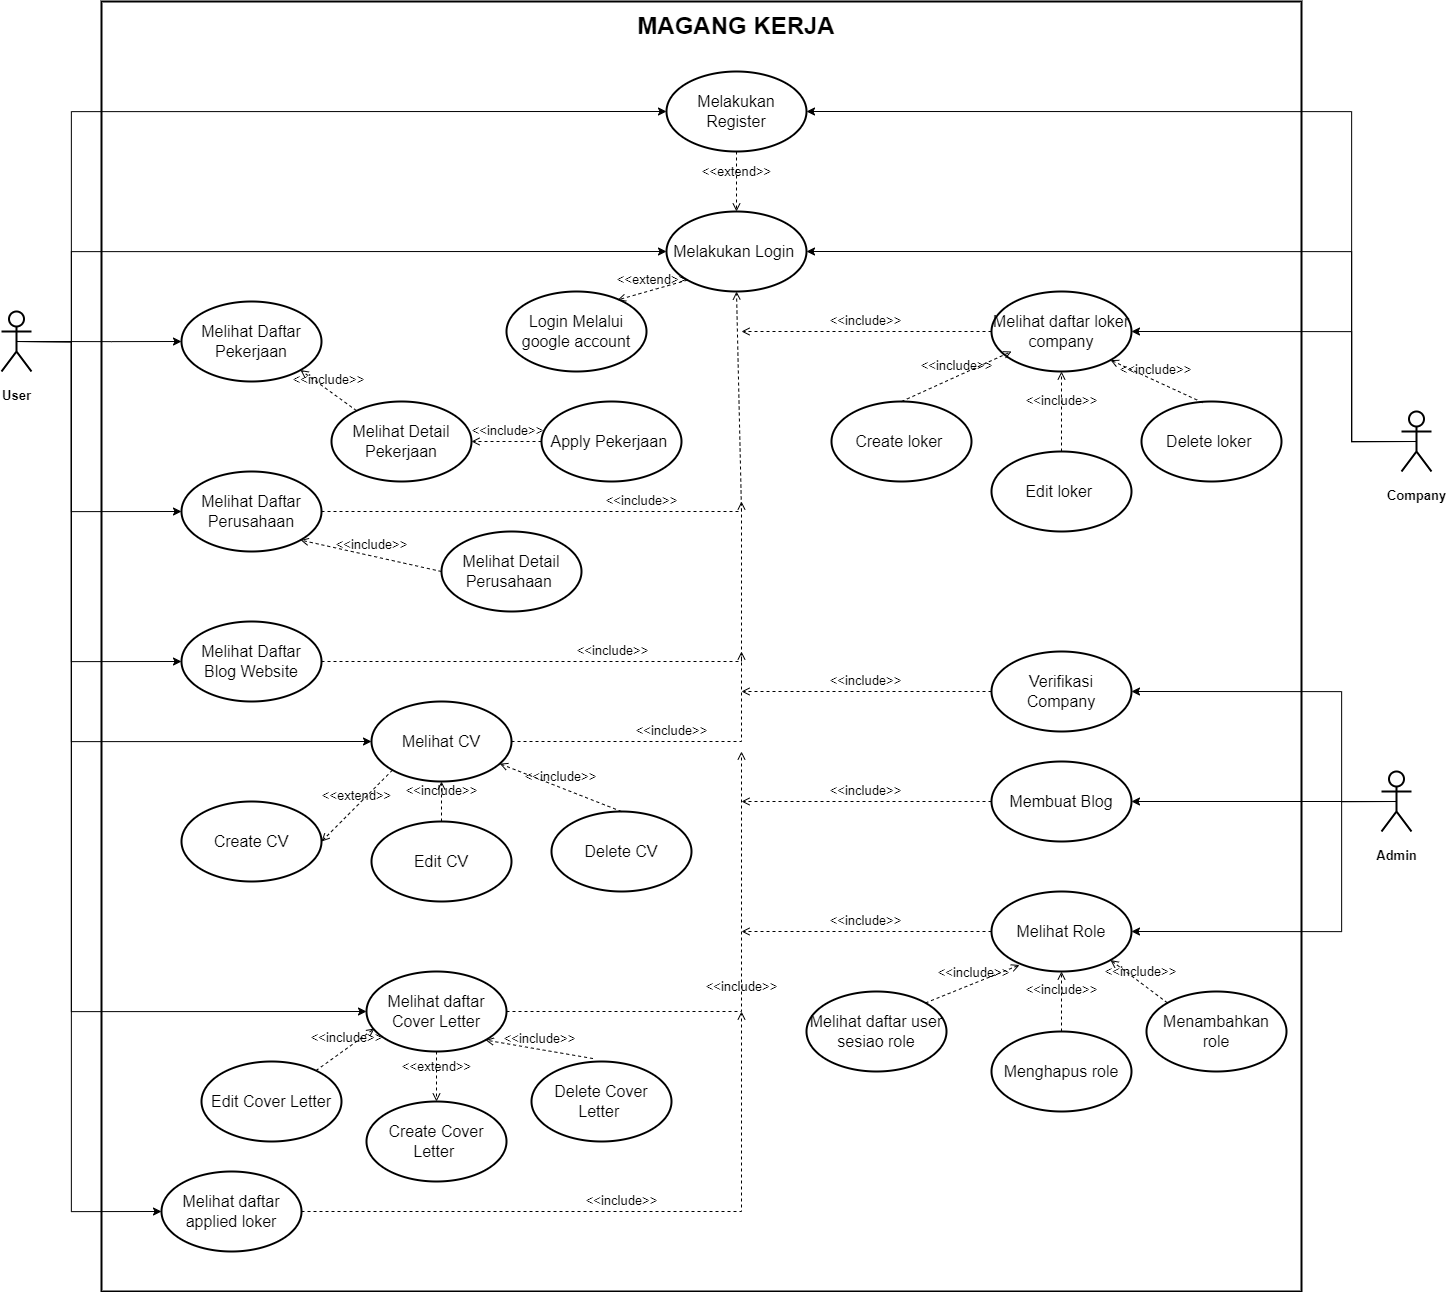 MAGANG KERJA
Melakukan
Register
<<extend>>
Melakukan Login
<<extend>>
Login Melalui
google account
Melihat Daftar
Pekerjaan
<<include>>
Melihat daftar loker
company
User
<<include>>
<<include>>
<<include>>
<<include>>
Melihat Detail
Pekerjaan
<<include>>
Apply Pekerjaan
Create loker
Delete loker
Edit loker
Company
Melihat Daftar
Perusahaan
<<include>>
<<include>>
Melihat Detail
Perusahaan
Melihat Daftar
Blog Website
<<include>>
<<include>>
Verifikasi
Company
Melihat CV
<<include>>
<<extend>>
<<include>>
<<include>>
Create CV
Edit CV
Delete CV
<<include>>
Membuat Blog
Admin
<<include>>
Melihat Role
<<include>>
<<include>>
<<include>>
Melihat daftar user
sesiao role
Menghapus role
Menambahkan
role
Melihat daftar
Cover Letter
<<include>>
<<include>>
<<extend>>
<<include>>
Edit Cover Letter
Create Cover
Letter
Delete Cover
Letter
Melihat daftar
applied loker
<<include>>